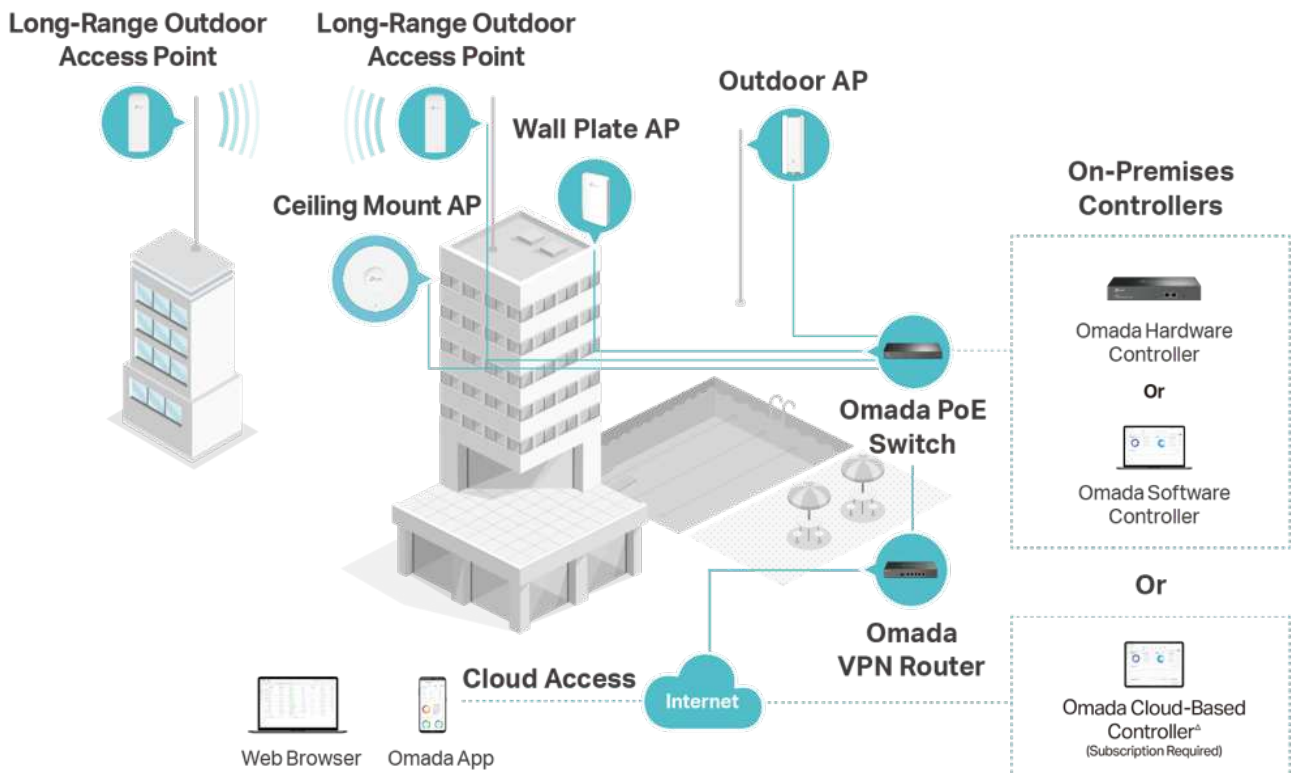 Long-Range Outdoor
Access Point
Long-Range Outdoor
Access Point
Outdoor AP
Wall Plate AP
Ceiling Mount AP
On-Premises
Controllers
Omada Hardware
Controller
Or
Omada Software
Controller
Omada PoE
Switch
Or
Omada
VPN Router
Cloud Access
Internet
Omada Cloud-Based
Controller△
(Subscription Required)
Web Browser
Omada App